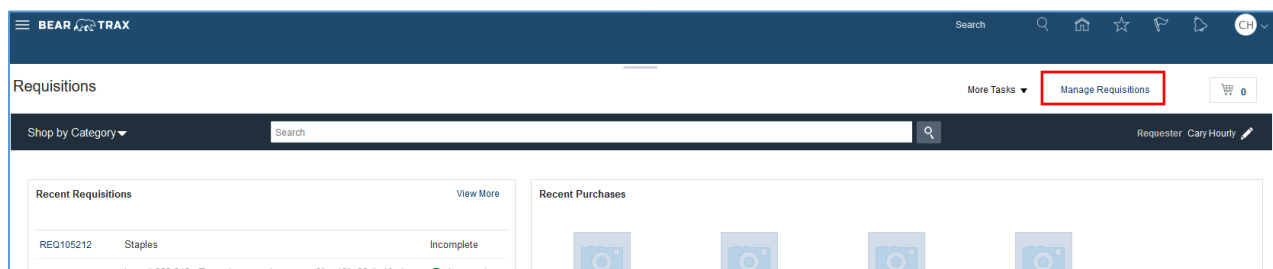 BEAR TRAX
Search
CH
Requisitions
More Tasks
Manage Requisitions
0
Shop by Category
Search
Requester Cary Hourly
Recent Requisitions
View More
Recent Purchases
REQ105212 Staples Incomplete